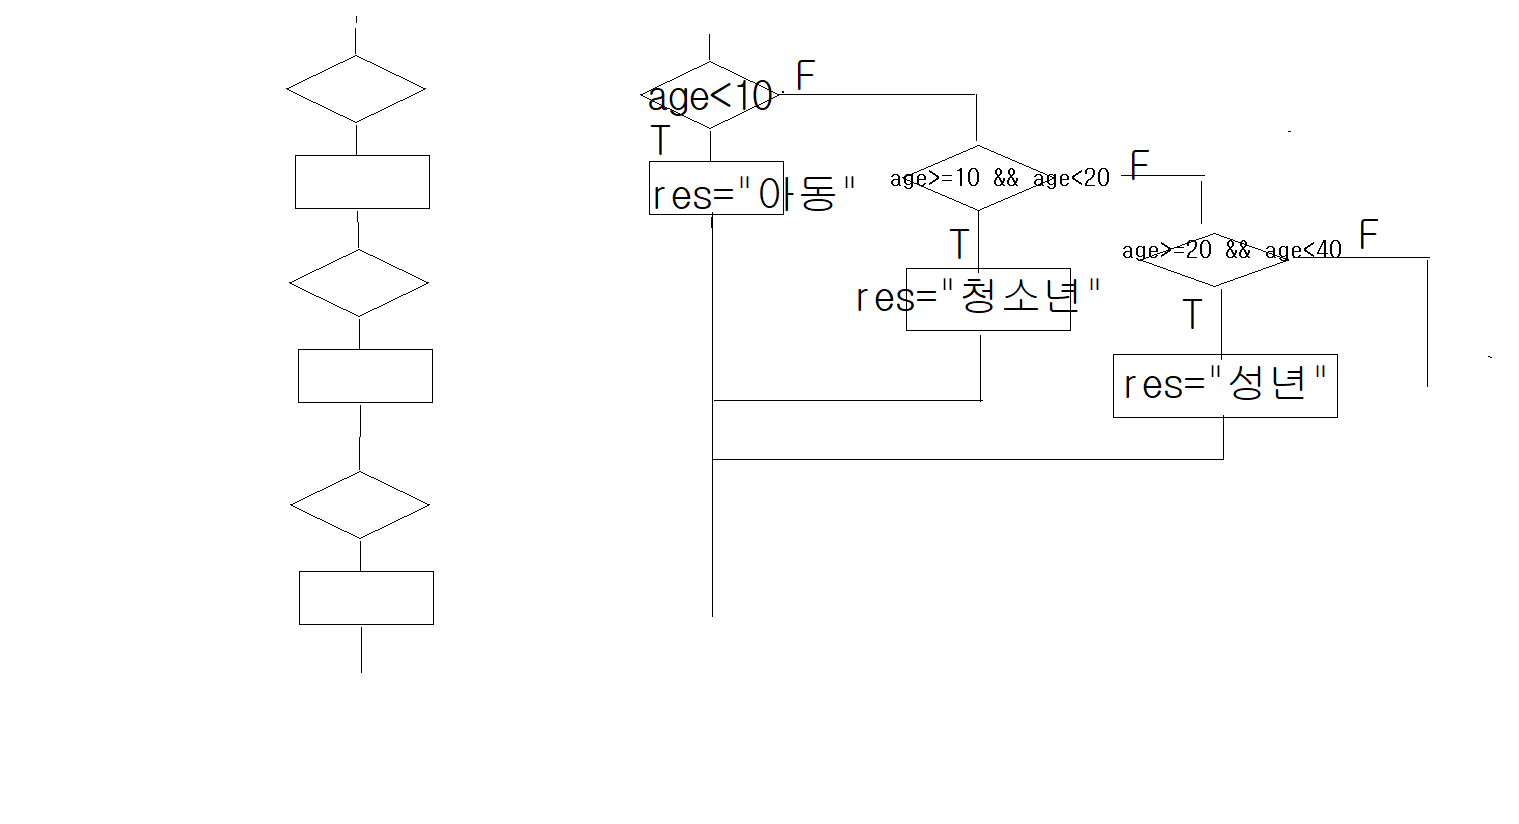 F
age<10
T
res="아동"
F
age>=10 && age<20
T
res="청소년"
F
age>=20 && age<40
T
res="성년"